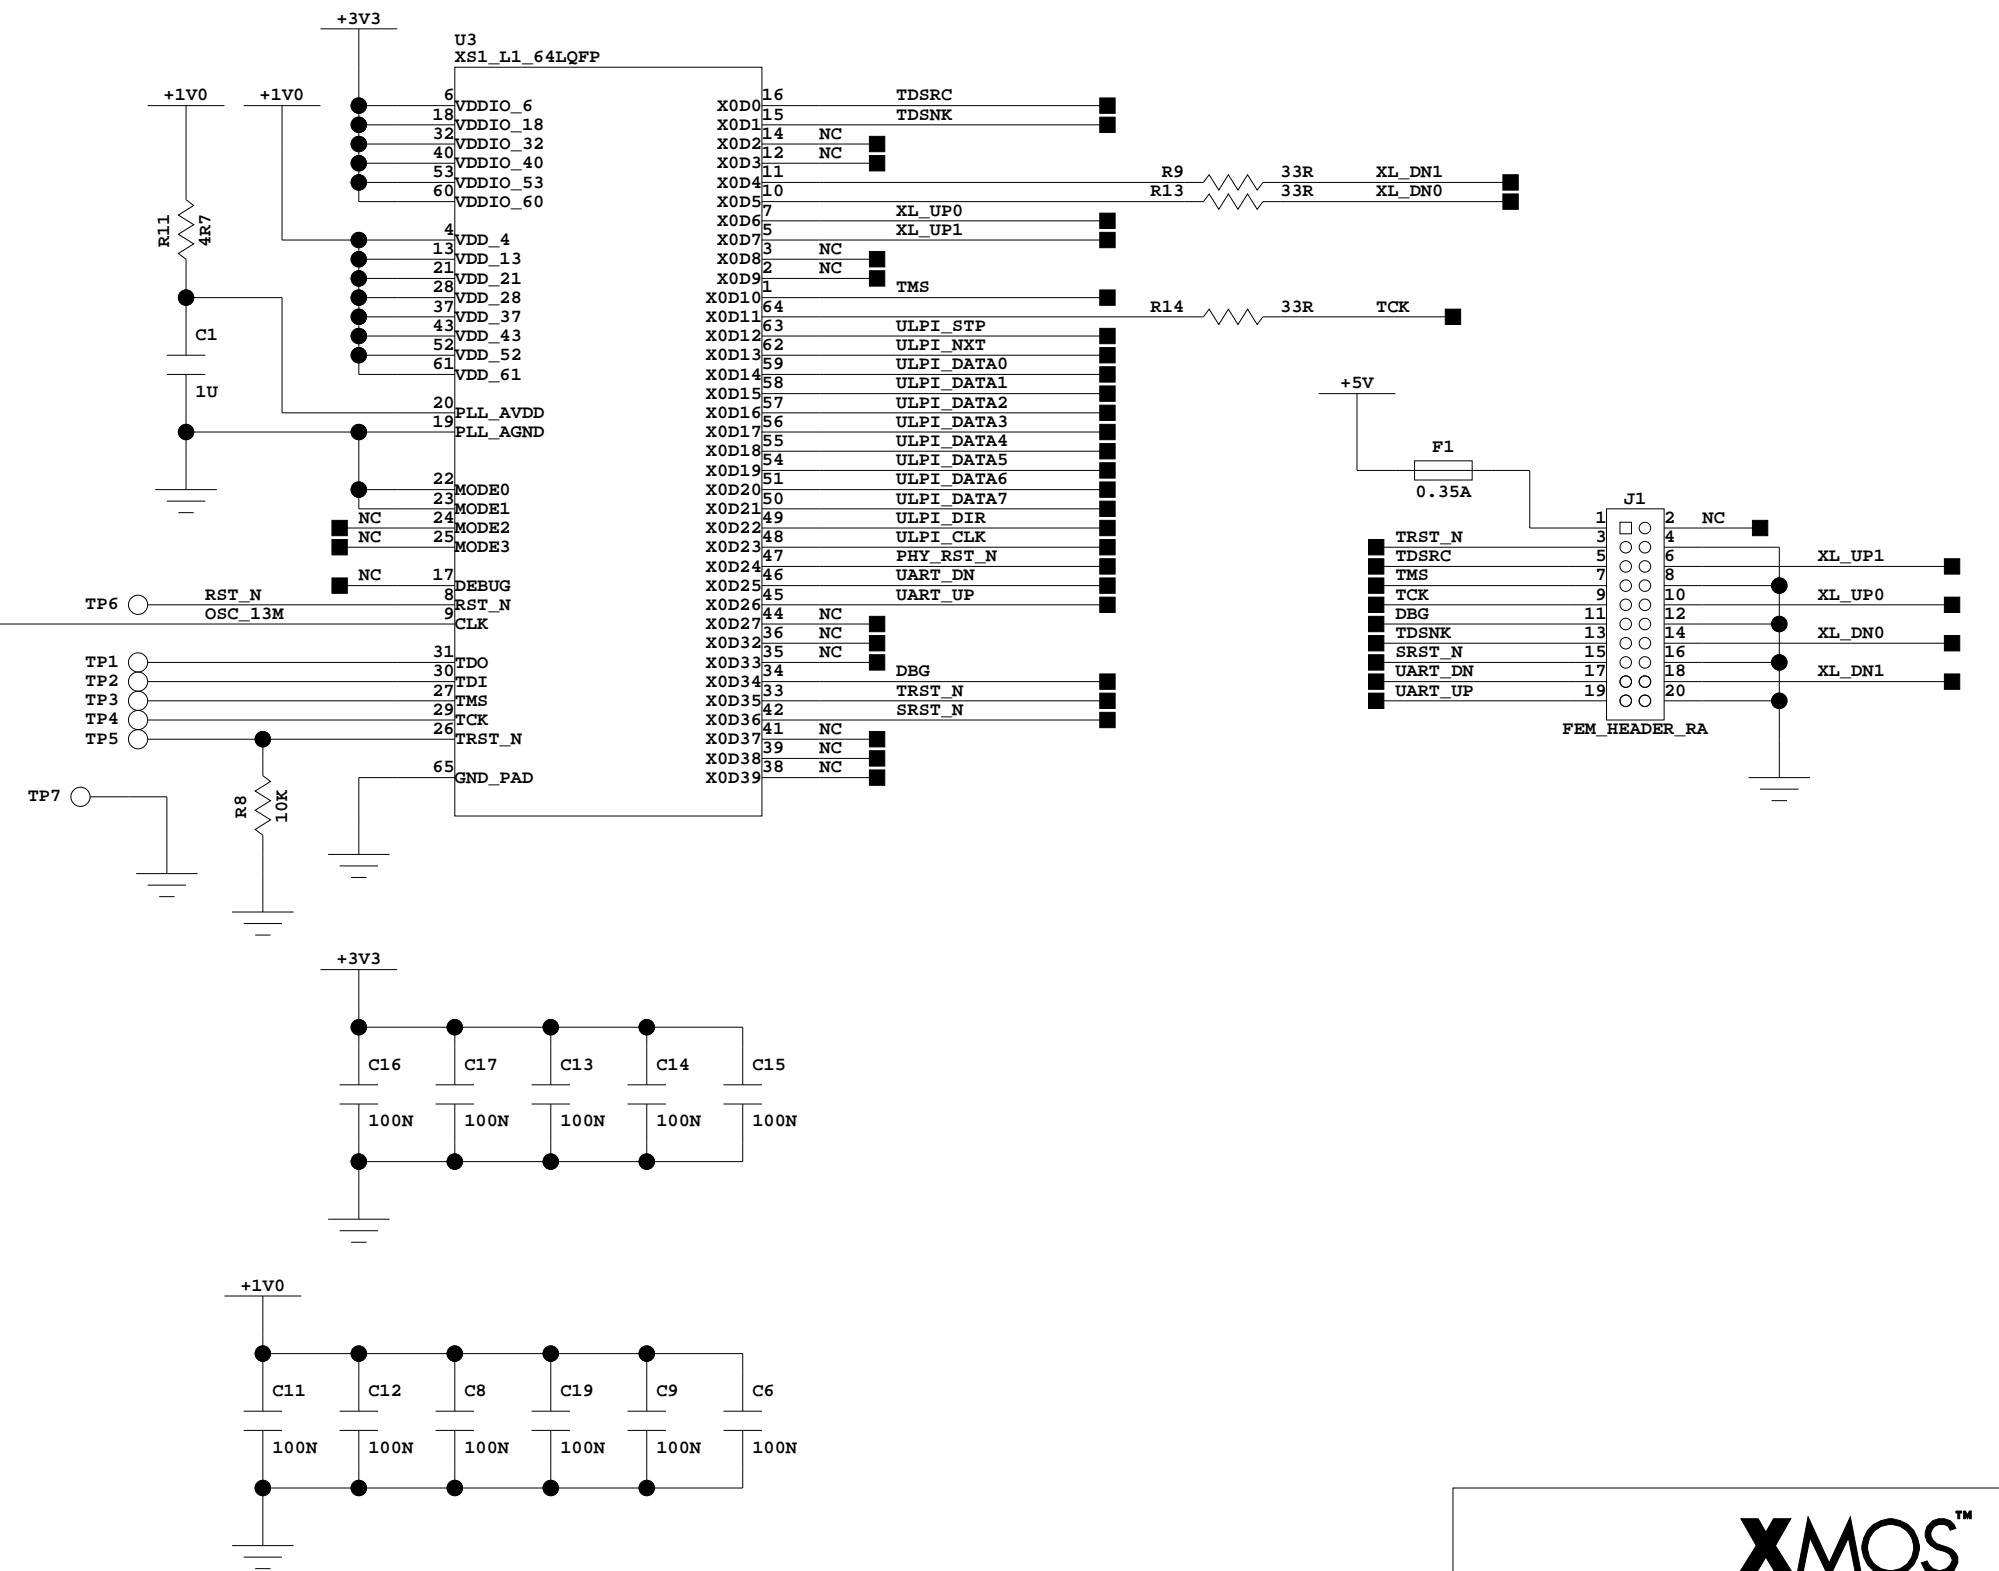 +3V3
U3
XS1_L1_64LQFP
+1V0 +1V0
6 VDDIO_6
18 VDDIO_18
32 VDDIO_32
40 VDDIO_40
53 VDDIO_53
60 VDDIO_60
4 VDD_4
13 VDD_13
21 VDD_21
28 VDD_28
37 VDD_37
43 VDD_43
52 VDD_52
61 VDD_61
20 PLL_AVDD
19 PLL_AGND
22 MODE0
23 MODE1
NC 24 MODE2
NC 25 MODE3
NC 17 DEBUG
TP6 RST_N 8 RST_N
OSC_13M 9 CLK
TP1 31 TDO
TP2 30 TDI
TP3 27 TMS
TP4 29 TCK
TP5 26 TRST_N
65 GND_PAD
TP7
R11
4R7
C1
1U
R8
10K
X0D0 16 TDSRC
X0D1 15 TDSNK
X0D2 14 NC
X0D3 12 NC
X0D4 11 R9 33R XL_DN1
X0D5 10 R13 33R XL_DN0
X0D6 7 XL_UP0
X0D7 5 XL_UP1
X0D8 3 NC
X0D9 2 NC
X0D10 1 TMS
X0D11 64 R14 33R TCK
X0D12 63 ULPI_STP
X0D13 62 ULPI_NXT
X0D14 59 ULPI_DATA0
X0D15 58 ULPI_DATA1
X0D16 57 ULPI_DATA2
X0D17 56 ULPI_DATA3
X0D18 55 ULPI_DATA4
X0D19 54 ULPI_DATA5
X0D20 51 ULPI_DATA6
X0D21 50 ULPI_DATA7
X0D22 49 ULPI_DIR
X0D23 48 ULPI_CLK
X0D24 47 PHY_RST_N
X0D25 46 UART_DN
X0D26 45 UART_UP
X0D27 44 NC
X0D32 36 NC
X0D33 35 NC
X0D34 34 DBG
X0D35 33 TRST_N
X0D36 42 SRST_N
X0D37 41 NC
X0D38 39 NC
X0D39 38 NC
+5V
F1
0.35A
J1
1 2 NC
TRST_N 3 4
TDSRC 5 6 XL_UP1
TMS 7 8
TCK 9 10 XL_UP0
DBG 11 12
TDSNK 13 14 XL_DN0
SRST_N 15 16
UART_DN 17 18 XL_DN1
UART_UP 19 20
FEM_HEADER_RA
+3V3
C16 C17 C13 C14 C15
100N 100N 100N 100N 100N
+1V0
C11 C12 C8 C19 C9 C6
100N 100N 100N 100N 100N 100N
XMOS™